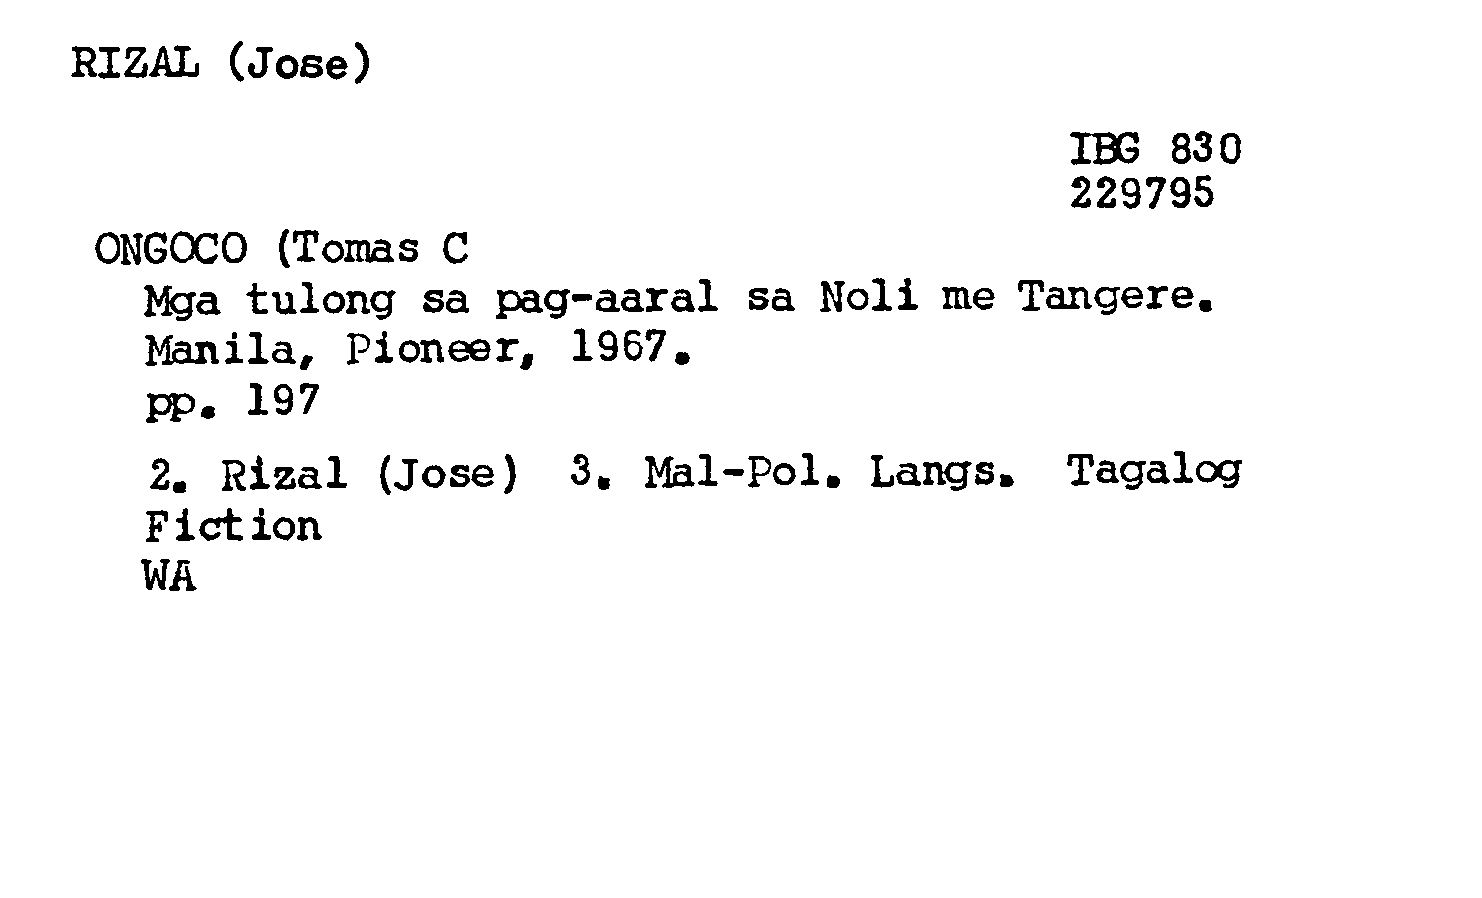 RIZAL (Jose)
IBG 830
229795
ONGOCO (Tomas C
Mga tulong sa pag-aaral sa Noli me Tangere.
Manila, Pioneer, 1967.
pp. 197
2. Rizal (Jose) 3. Mal-Pol. Langs. Tagalog
Fiction
WA